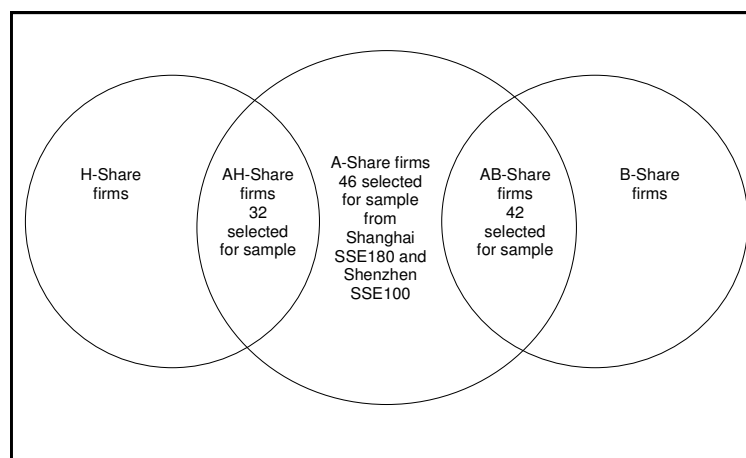 H-Share
firms
AH-Share
firms
32
selected
for sample
A-Share firms
46 selected
for sample
from
Shanghai
SSE180 and
Shenzhen
SSE100
AB-Share
firms
42
selected
for sample
B-Share
firms